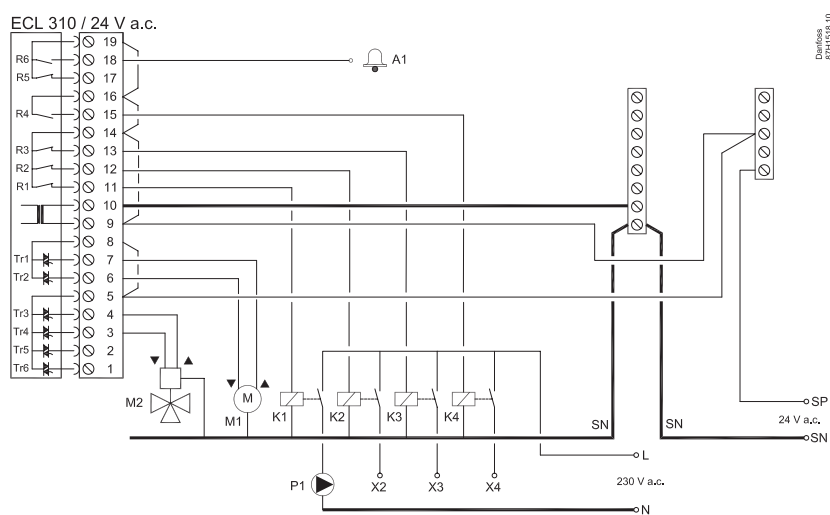 ECL 310 / 24 V a.c.
Danfoss
87H1518.10
19
R6 18 A1
R5 17
16
R4 15
14
R3 13
R2 12
R1 11
10
9
8
Tr1 7
Tr2 6
5
Tr3 4
Tr4 3
Tr5 2
Tr6 1
M2 M M1 K1 K2 K3 K4
SP
24 V a.c.
SN SN SN
L
230 V a.c.
P1 X2 X3 X4
N